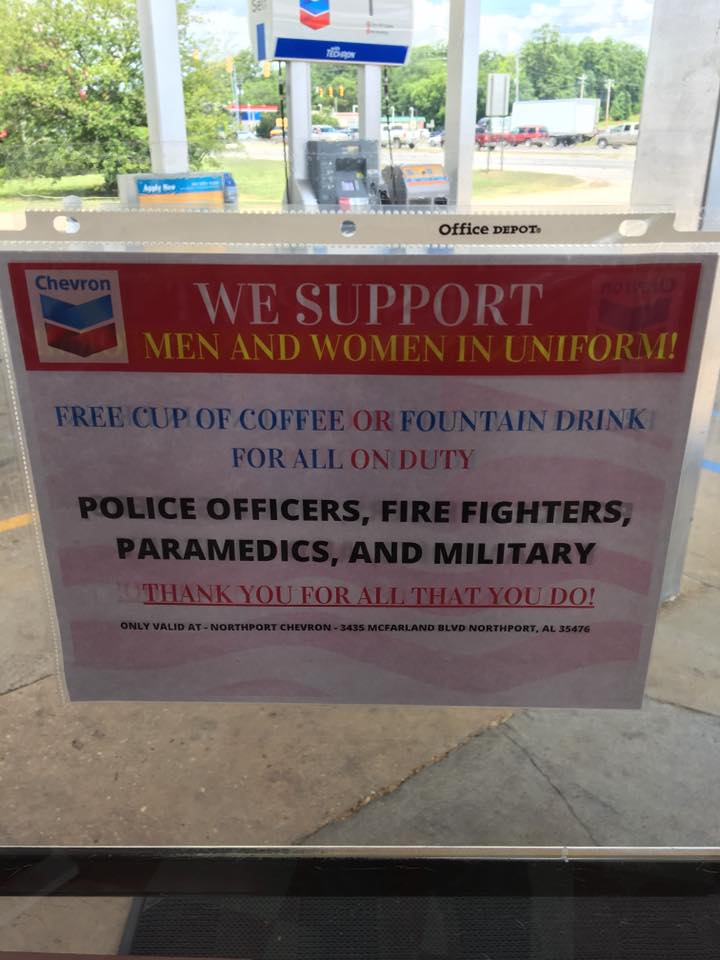 TECHRON
Apply Now
Office DEPOT
Chevron
WE SUPPORT
MEN AND WOMEN IN UNIFORM!
FREE CUP OF COFFEE OR FOUNTAIN DRINK
FOR ALL ON DUTY
POLICE OFFICERS, FIRE FIGHTERS,
PARAMEDICS, AND MILITARY
THANK YOU FOR ALL THAT YOU DO!
ONLY VALID AT - NORTHPORT CHEVRON - 3435 MCFARLAND BLVD NORTHPORT, AL 35476